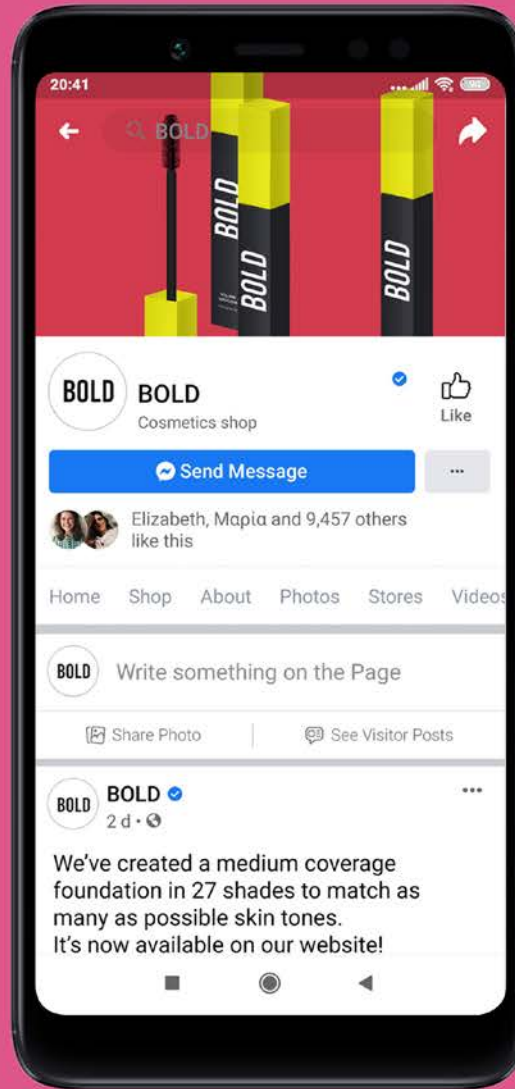 20:41
BOLD
BOLD
BOLD
BOLD
BOLD
BOLD
Cosmetics shop
Like
Send Message
Elizabeth, Μαρία and 9,457 others
like this
Home Shop About Photos Stores Videos
BOLD
Write something on the Page
Share Photo
See Visitor Posts
BOLD
BOLD
2 d
We've created a medium coverage
foundation in 27 shades to match as
many as possible skin tones.
It's now available on our website!